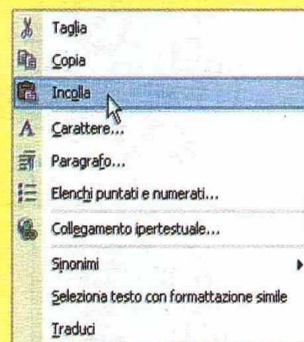 Taglia
Copia
Incolla
Carattere...
Paragrafo...
Elenchi puntati e numerati...
Collegamento ipertestuale...
Sinonimi
Seleziona testo con formattazione simile
Traduci